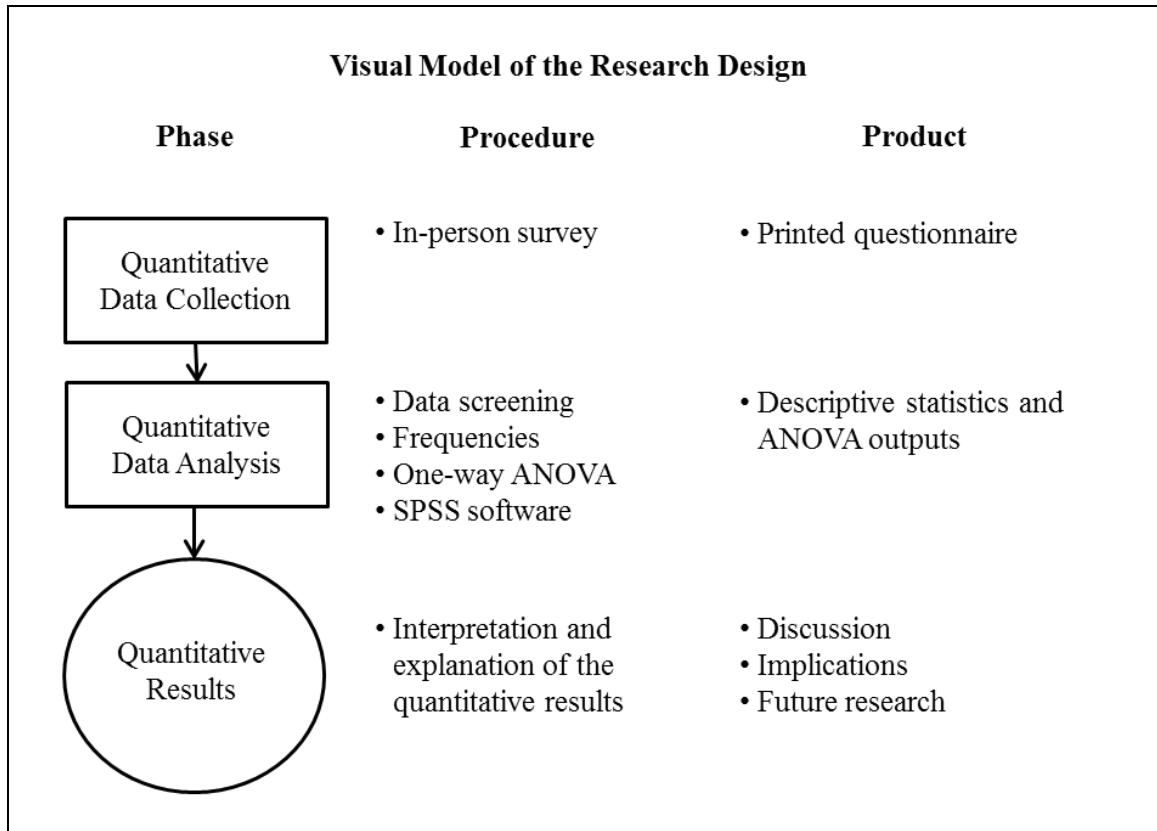 Visual Model of the Research Design
Phase
Procedure
Product
Quantitative
Data Collection
• In-person survey
• Printed questionnaire
Quantitative
Data Analysis
• Data screening
• Frequencies
• One-way ANOVA
• SPSS software
• Descriptive statistics and
ANOVA outputs
Quantitative
Results
• Interpretation and
explanation of the
quantitative results
• Discussion
• Implications
• Future research